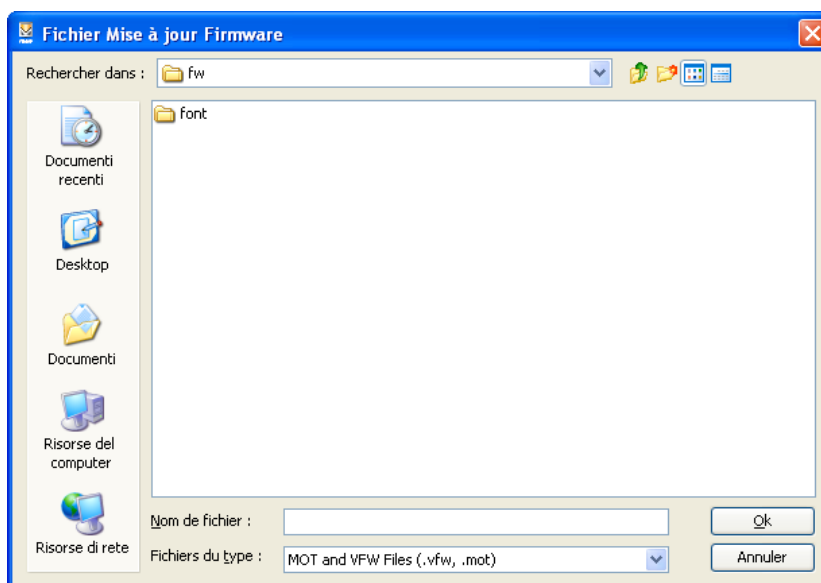 Fichier Mise à jour Firmware
Rechercher dans :
fw
font
Documenti
recenti
Desktop
Documenti
Risorse del
computer
Risorse di rete
Nom de fichier :
Ok
Fichiers du type :
MOT and VFW Files (.vfw, .mot)
Annuler